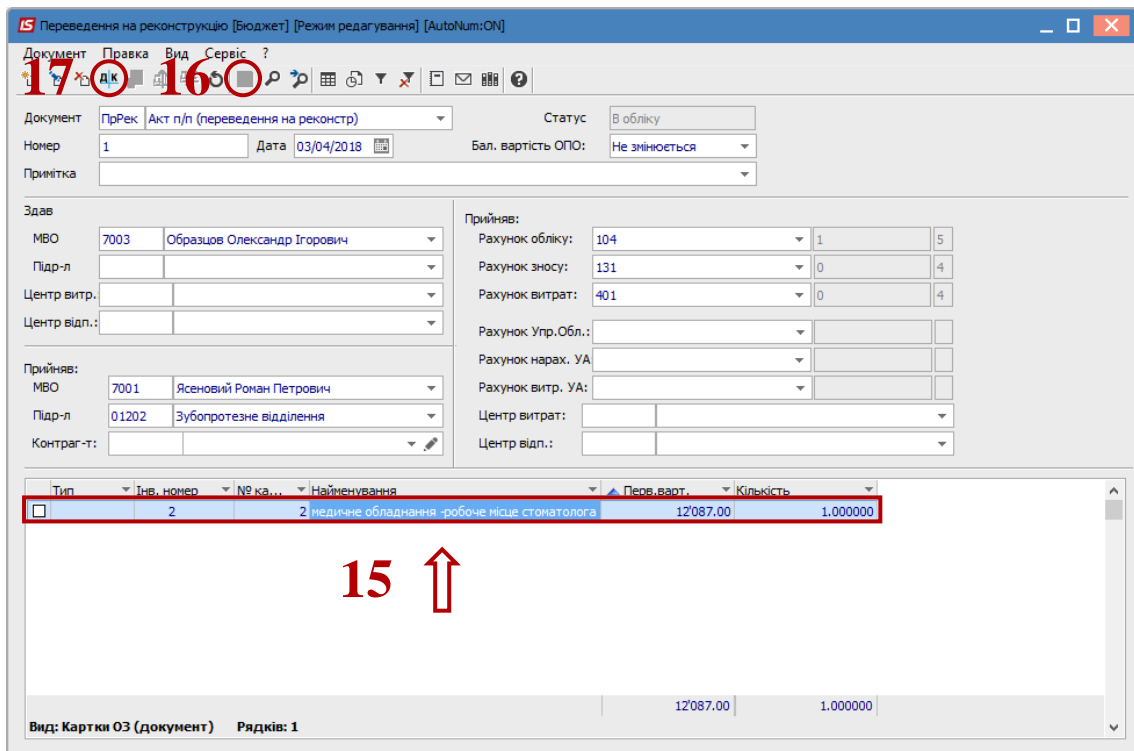 Переведення на реконструкцію [Бюджет] [Режим редагування] [AutoNum:ON]
Документ Правка Вид Сервіс ?
17 ДК 16
Документ ПрРек Акт п/п (переведення на реконстр) Статус В обліку
Номер 1 Дата 03/04/2018 Бал. вартість ОПО: Не змінюється
Примітка
Здав
МВО 7003 Образцов Олександр Ігорович
Підр-л
Центр витр.
Центр відп.:
Прийняв:
МВО 7001 Ясеновий Роман Петрович
Підр-л 01202 Зубопротезне відділення
Контраг-т:
Прийняв:
Рахунок обліку: 104 1 5
Рахунок зносу: 131 0 4
Рахунок витрат: 401 0 4
Рахунок Упр.Обл.:
Рахунок нарах. УА
Рахунок витр. УА:
Центр витрат:
Центр відп.:
Тип Інв. номер № ка... Найменування Перв.варт. Кількість
2 2 медичне обладнання -робоче місце стоматолога 12'087.00 1.000000
15
12'087.00 1.000000
Вид: Картки ОЗ (документ) Рядків: 1